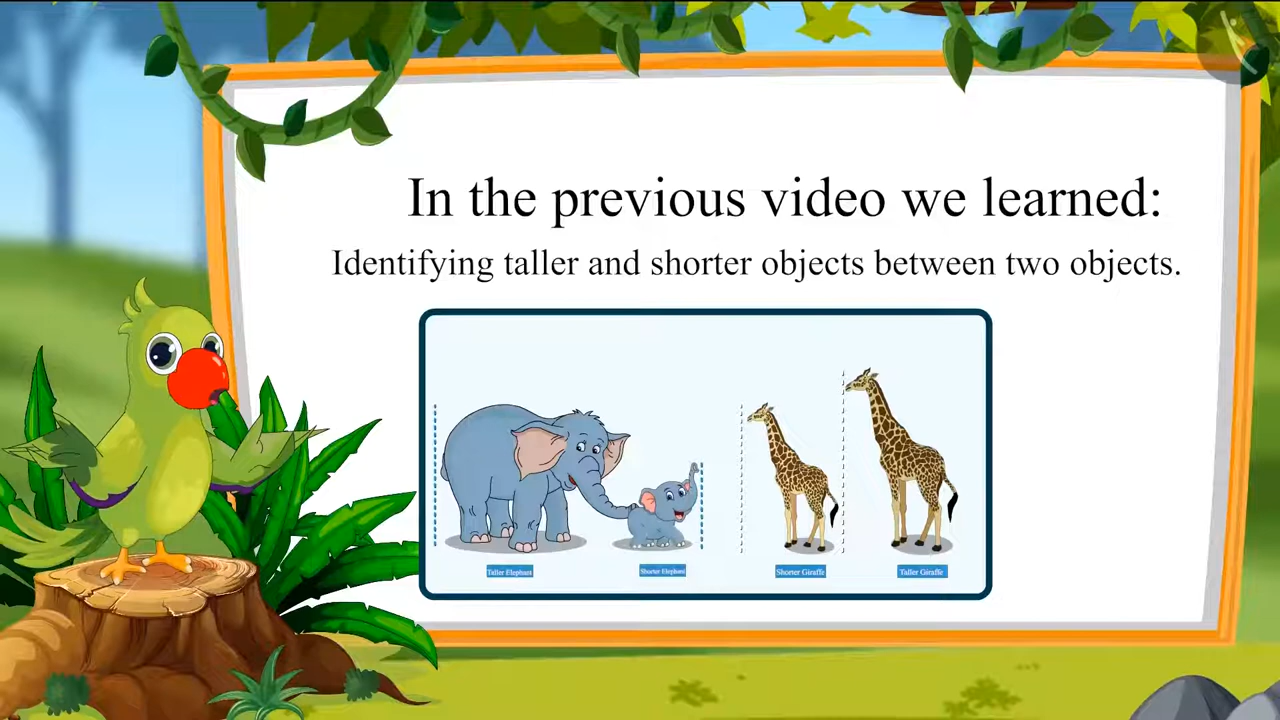 In the previous video we learned:
Identifying taller and shorter objects between two objects.
Taller Elephant
Shorter Elephant
Shorter Giraffe
Taller Giraffe